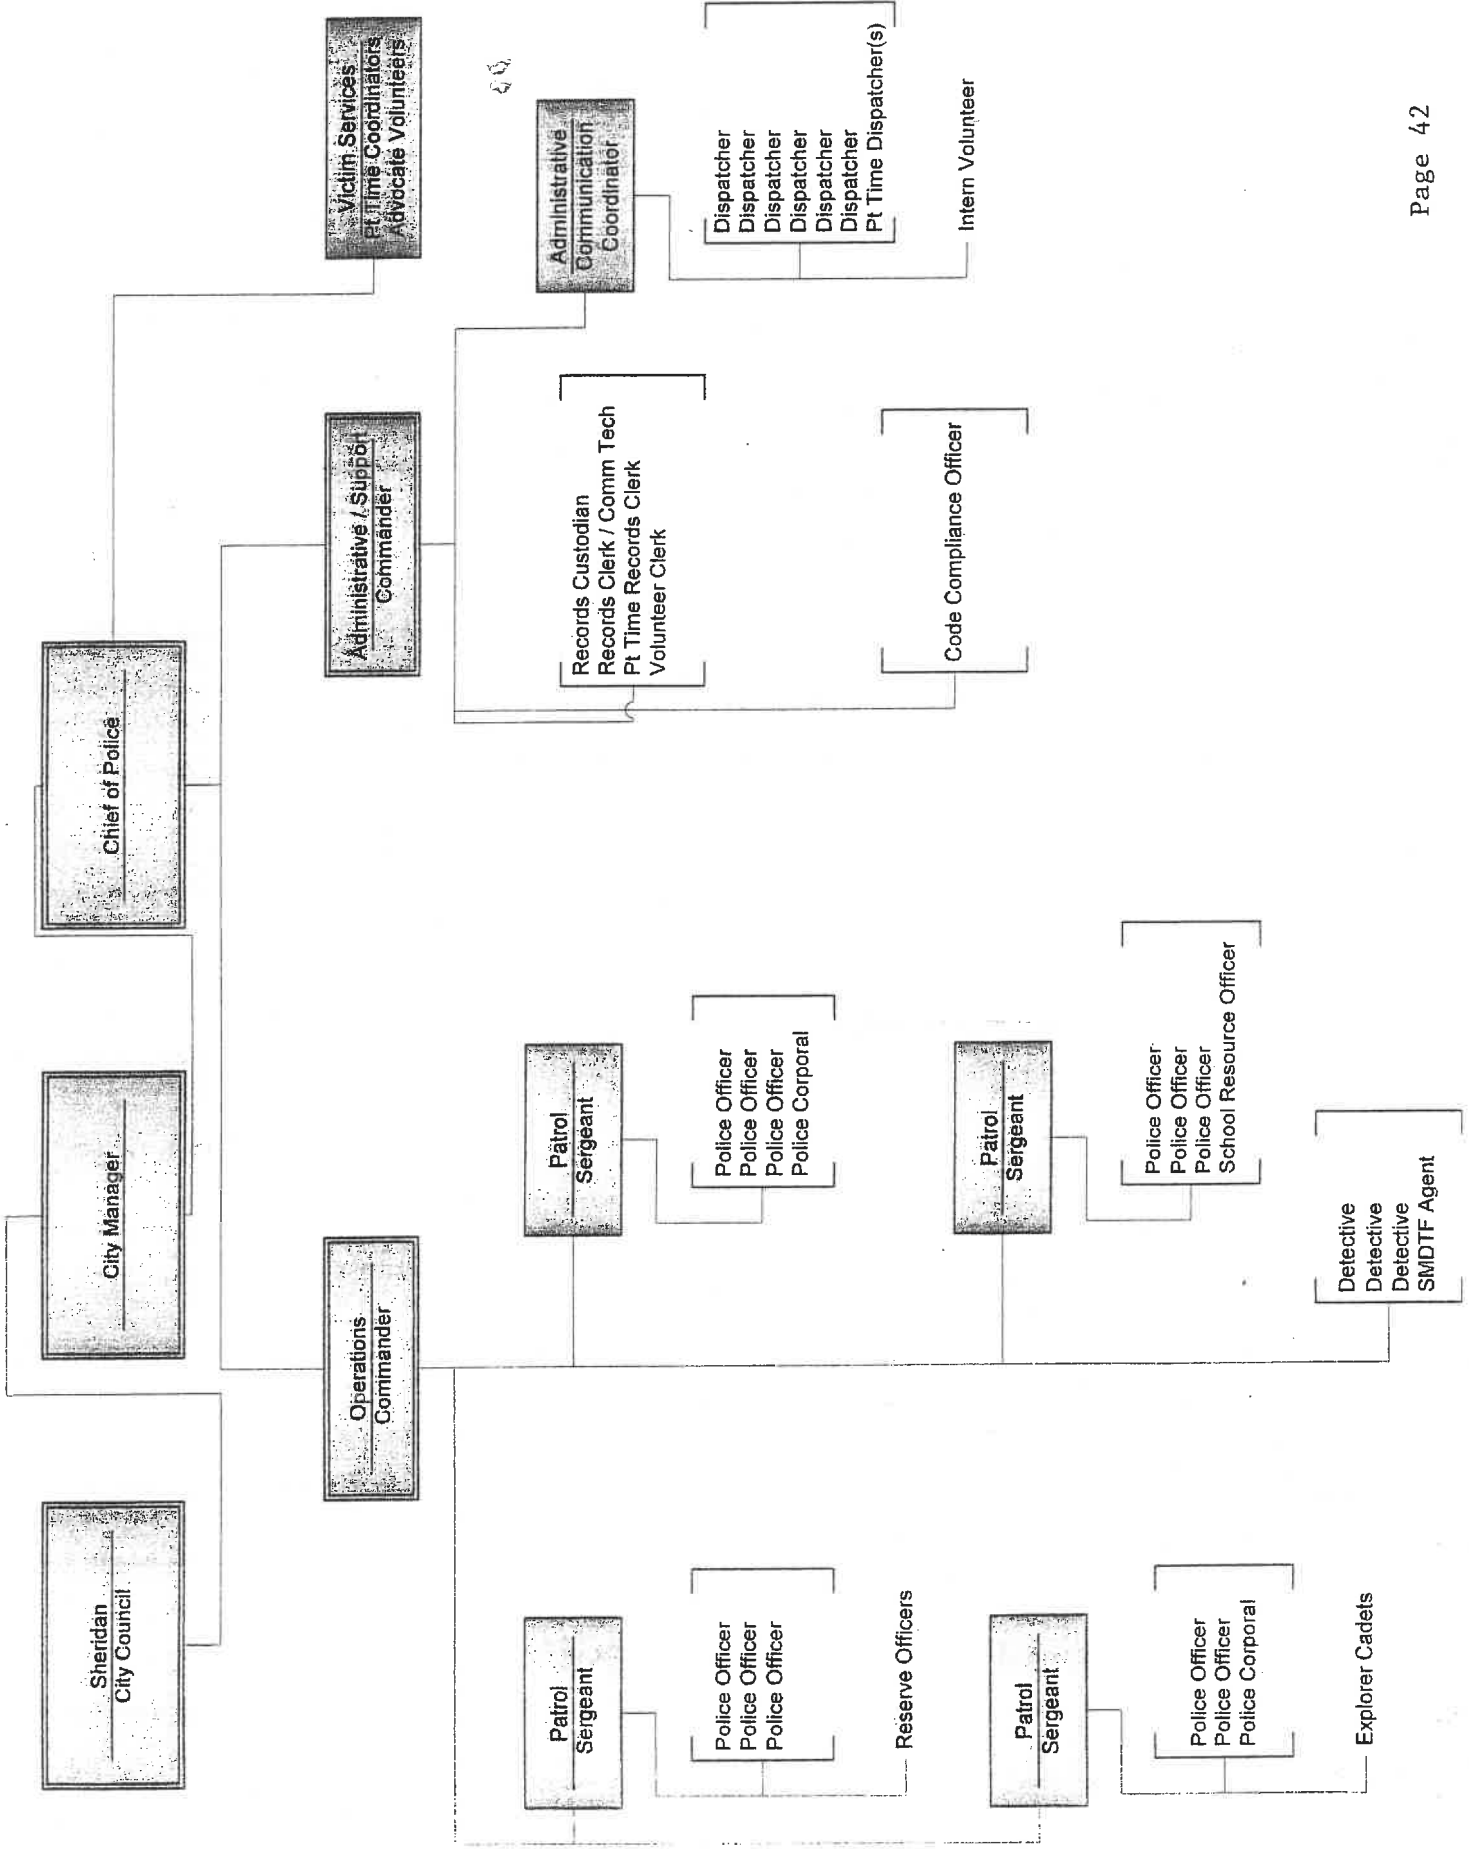 Sheridan
City Council
City Manager
Chief of Police
Operations
Commander
Administrative / Support
Commander
Victim Services
Pt Time Coordinators
Advocate Volunteers
Patrol
Sergeant
Police Officer
Police Officer
Police Officer
Reserve Officers
Patrol
Sergeant
Police Officer
Police Officer
Police Corporal
Explorer Cadets
Patrol
Sergeant
Police Officer
Police Officer
Police Officer
Police Corporal
Patrol
Sergeant
Police Officer
Police Officer
Police Officer
School Resource Officer
Detective
Detective
Detective
SMDTF Agent
Records Custodian
Records Clerk / Comm Tech
Pt Time Records Clerk
Volunteer Clerk
Code Compliance Officer
Administrative
Communication
Coordinator
Dispatcher
Dispatcher
Dispatcher
Dispatcher
Dispatcher
Dispatcher
Pt Time Dispatcher(s)
Intern Volunteer
Page 42